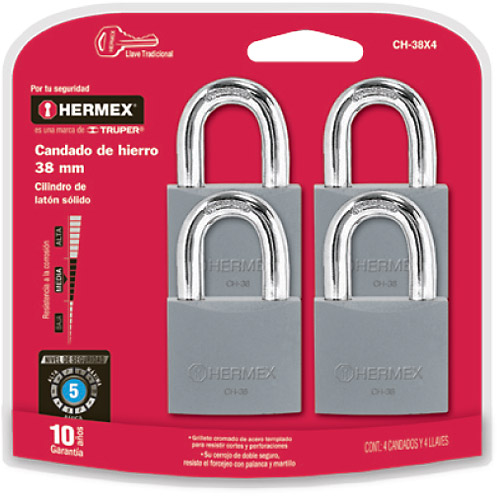 CH-38X4
Llave Tradicional
Por tu seguridad
HERMEX®
es una marca de TRUPER®
Candado de hierro
38 mm
Cilindro de
latón sólido
Resistencia a la corrosión
ALTA
MEDIA
BAJA
NIVEL DE SEGURIDAD
ALTA
MÁXIMA
5
BÁSICA
10 años
Garantía
HERMEX
CH-38
HERMEX
CH-38
HERMEX
CH-38
HERMEX
CH-38
•Grillete cromado de acero templado
para resistir cortes y perforaciones
•Su cerrojo de doble seguro,
resiste el forcejeo con palanca y martillo
CONT.: 4 CANDADOS Y 4 LLAVES